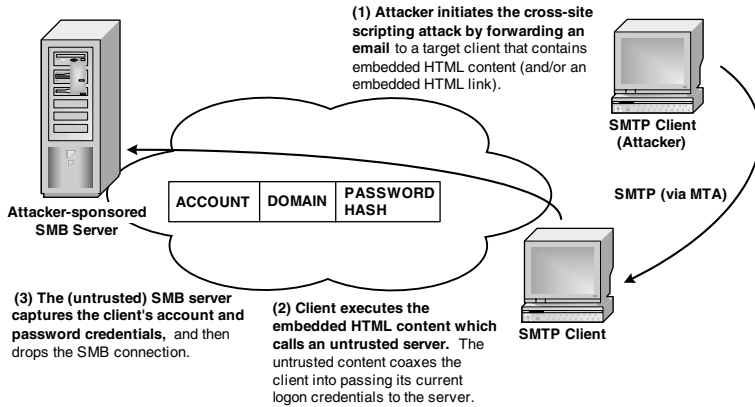 (1) Attacker initiates the cross-site
scripting attack by forwarding an
email to a target client that contains
embedded HTML content (and/or an
embedded HTML link).
SMTP Client
(Attacker)
SMTP (via MTA)
ACCOUNT
DOMAIN
PASSWORD
HASH
Attacker-sponsored
SMB Server
SMTP Client
(2) Client executes the
embedded HTML content which
calls an untrusted server. The
untrusted content coaxes the
client into passing its current
logon credentials to the server.
(3) The (untrusted) SMB server
captures the client's account and
password credentials, and then
drops the SMB connection.